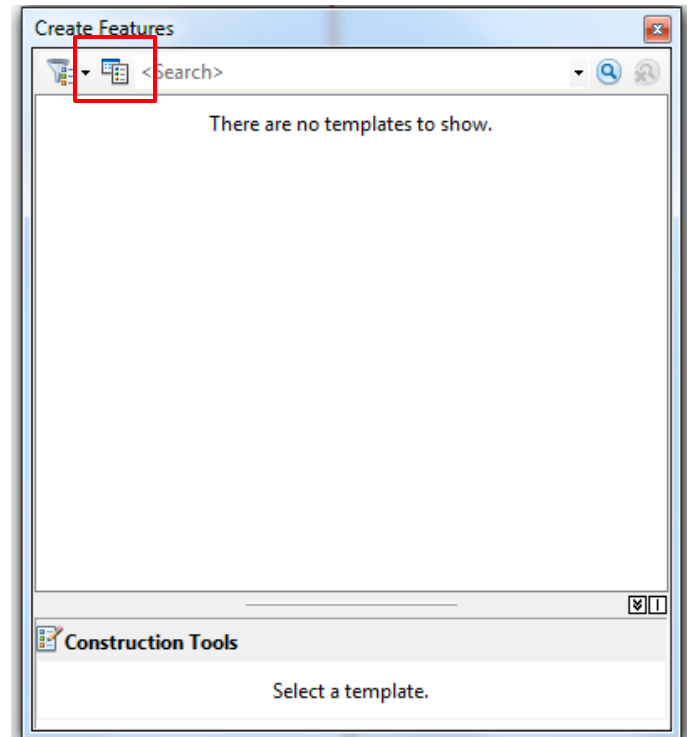 Create Features
<Search>
There are no templates to show.
Construction Tools
Select a template.